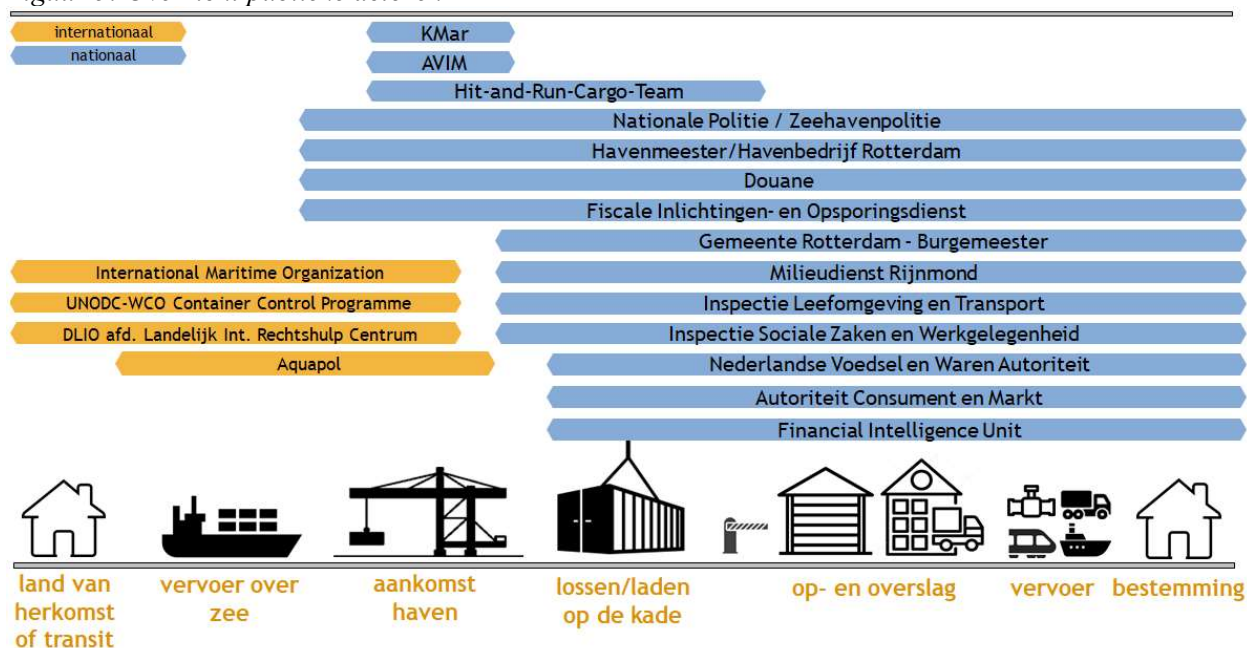 internationaal
nationaal
KMar
AVIM
Hit-and-Run-Cargo-Team
Nationale Politie / Zeehavenpolitie
Havenmeester/Havenbedrijf Rotterdam
Douane
Fiscale Inlichtingen- en Opsporingsdienst
Gemeente Rotterdam - Burgemeester
International Maritime Organization
Milieudienst Rijnmond
UNODC-WCO Container Control Programme
Inspectie Leefomgeving en Transport
DLIO afd. Landelijk Int. Rechtshulp Centrum
Inspectie Sociale Zaken en Werkgelegenheid
Aquapol
Nederlandse Voedsel en Waren Autoriteit
Autoriteit Consument en Markt
Financial Intelligence Unit
land van
herkomst
of transit
vervoer over
zee
aankomst
haven
lossen/laden
op de kade
op- en overslag
vervoer
bestemming